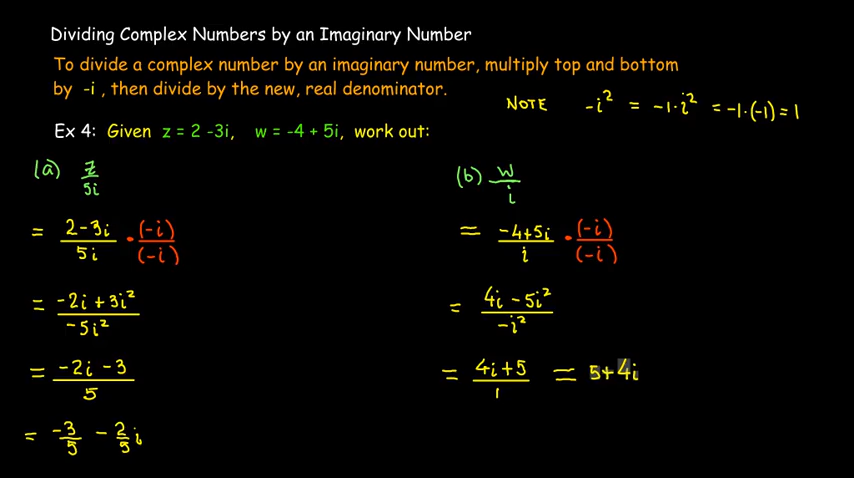 Dividing Complex Numbers by an Imaginary Number
To divide a complex number by an imaginary number, multiply top and bottom
by -i , then divide by the new, real denominator.
NOTE -i² = -1·i² = -1·(-1) = 1
Ex 4: Given z = 2 -3i, w = -4 + 5i, work out:
(a) z/5i
= (2-3i)/(5i) · (-i)/(-i)
= (-2i + 3i²)/(-5i²)
= (-2i - 3)/5
= -3/5 - 2/5 i
(b) w/i
= (-4+5i)/i · (-i)/(-i)
= (4i - 5i²)/(-i²)
= (4i + 5)/1 = 5+4i